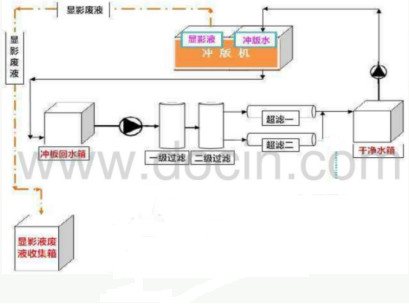 显影废液
显影废液
显影液
冲版水
冲版机
冲板回水箱
一级过滤
二级过滤
超滤一
超滤二
干净水箱
www.docin.com
显影液废
液收集箱